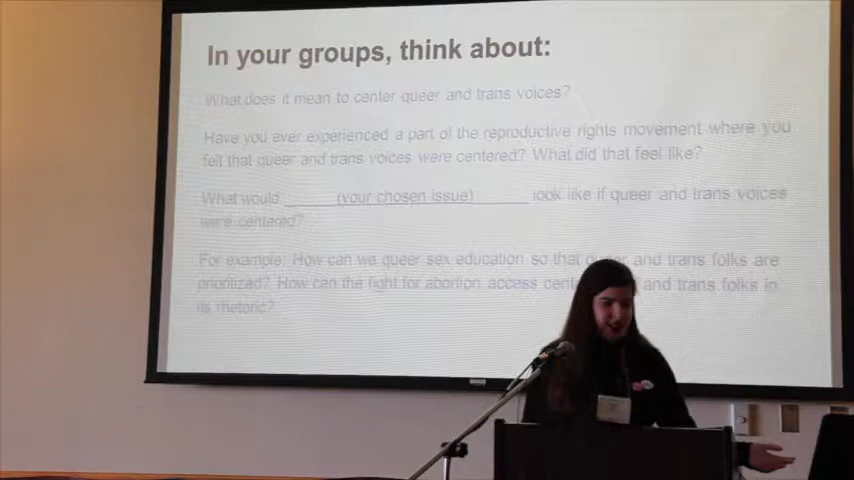 In your groups, think about:
What does it mean to center queer and trans voices?
Have you ever experienced a part of the reproductive rights movement where you
felt that queer and trans voices were centered? What did that feel like?
What would ______(your chosen issue)______ look like if queer and trans voices
were centered?
For example: How can we queer sex education so that queer and trans folks are
prioritized? How can the fight for abortion access cent and trans folks in
its rhetoric?